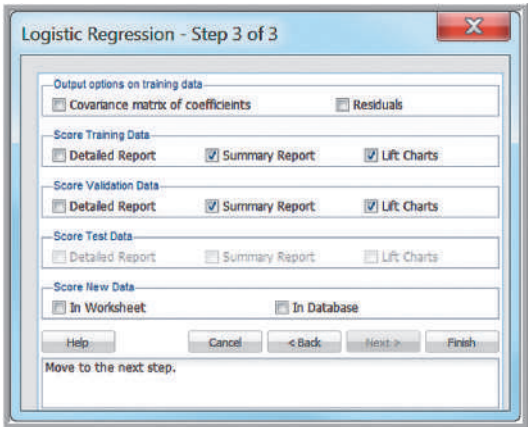 Logistic Regression - Step 3 of 3
X
Output options on training data
Covariance matrix of coefficeints
Residuals
Score Training Data
Detailed Report
Summary Report
Lift Charts
Score Validation Data
Detailed Report
Summary Report
Lift Charts
Score Test Data
Detailed Report
Summary Report
Lift Charts
Score New Data
In Worksheet
In Database
Help
Cancel
< Back
Next >
Finish
Move to the next step.